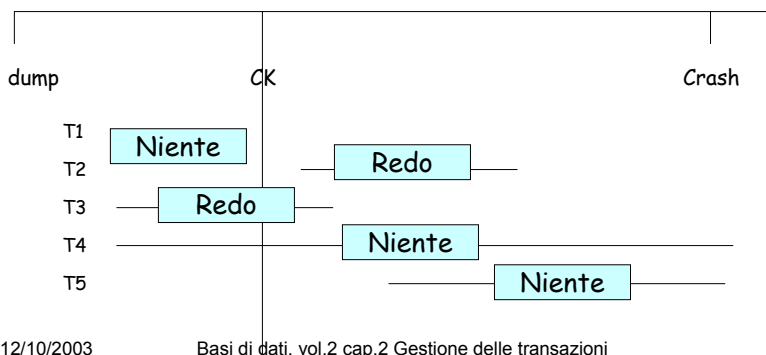 dump CK Crash
T1 Niente
T2 Redo
T3 Redo
T4 Niente
T5 Niente
12/10/2003 Basi di dati, vol.2 cap.2 Gestione delle transazioni